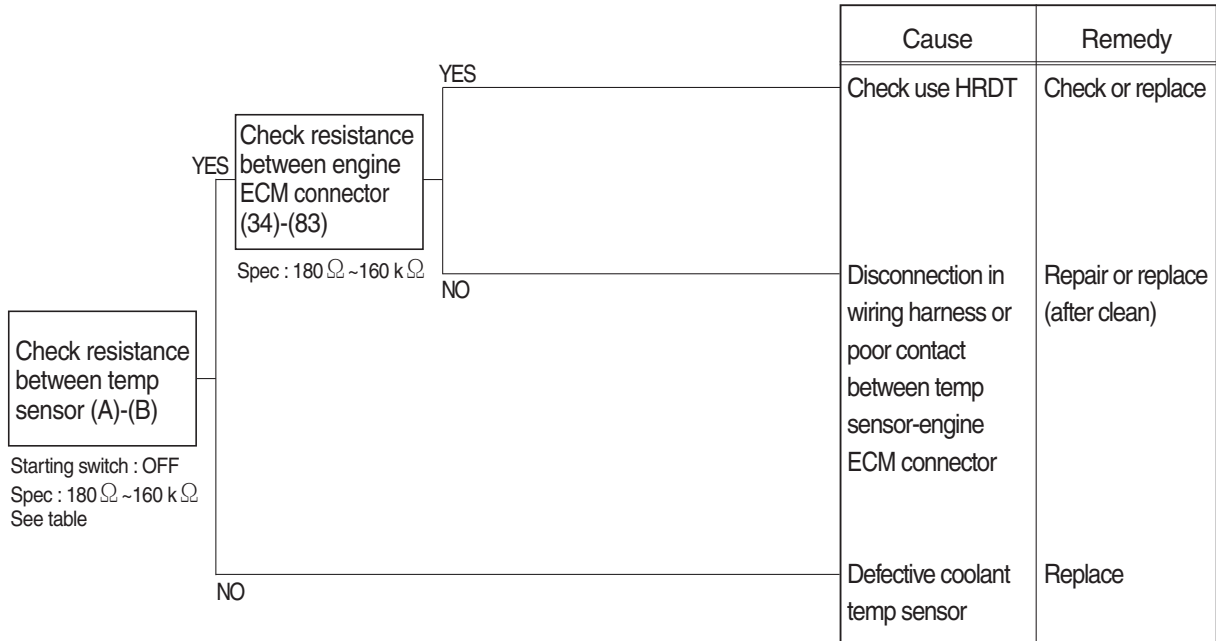 Cause
Remedy
YES
Check use HRDT
Check or replace
Check resistance
between engine
ECM connector
(34)-(83)
YES
Spec : 180 Ω ~160 k Ω
NO
Disconnection in
wiring harness or
poor contact
between temp
sensor-engine
ECM connector
Repair or replace
(after clean)
Check resistance
between temp
sensor (A)-(B)
Starting switch : OFF
Spec : 180 Ω ~160 k Ω
See table
NO
Defective coolant
temp sensor
Replace